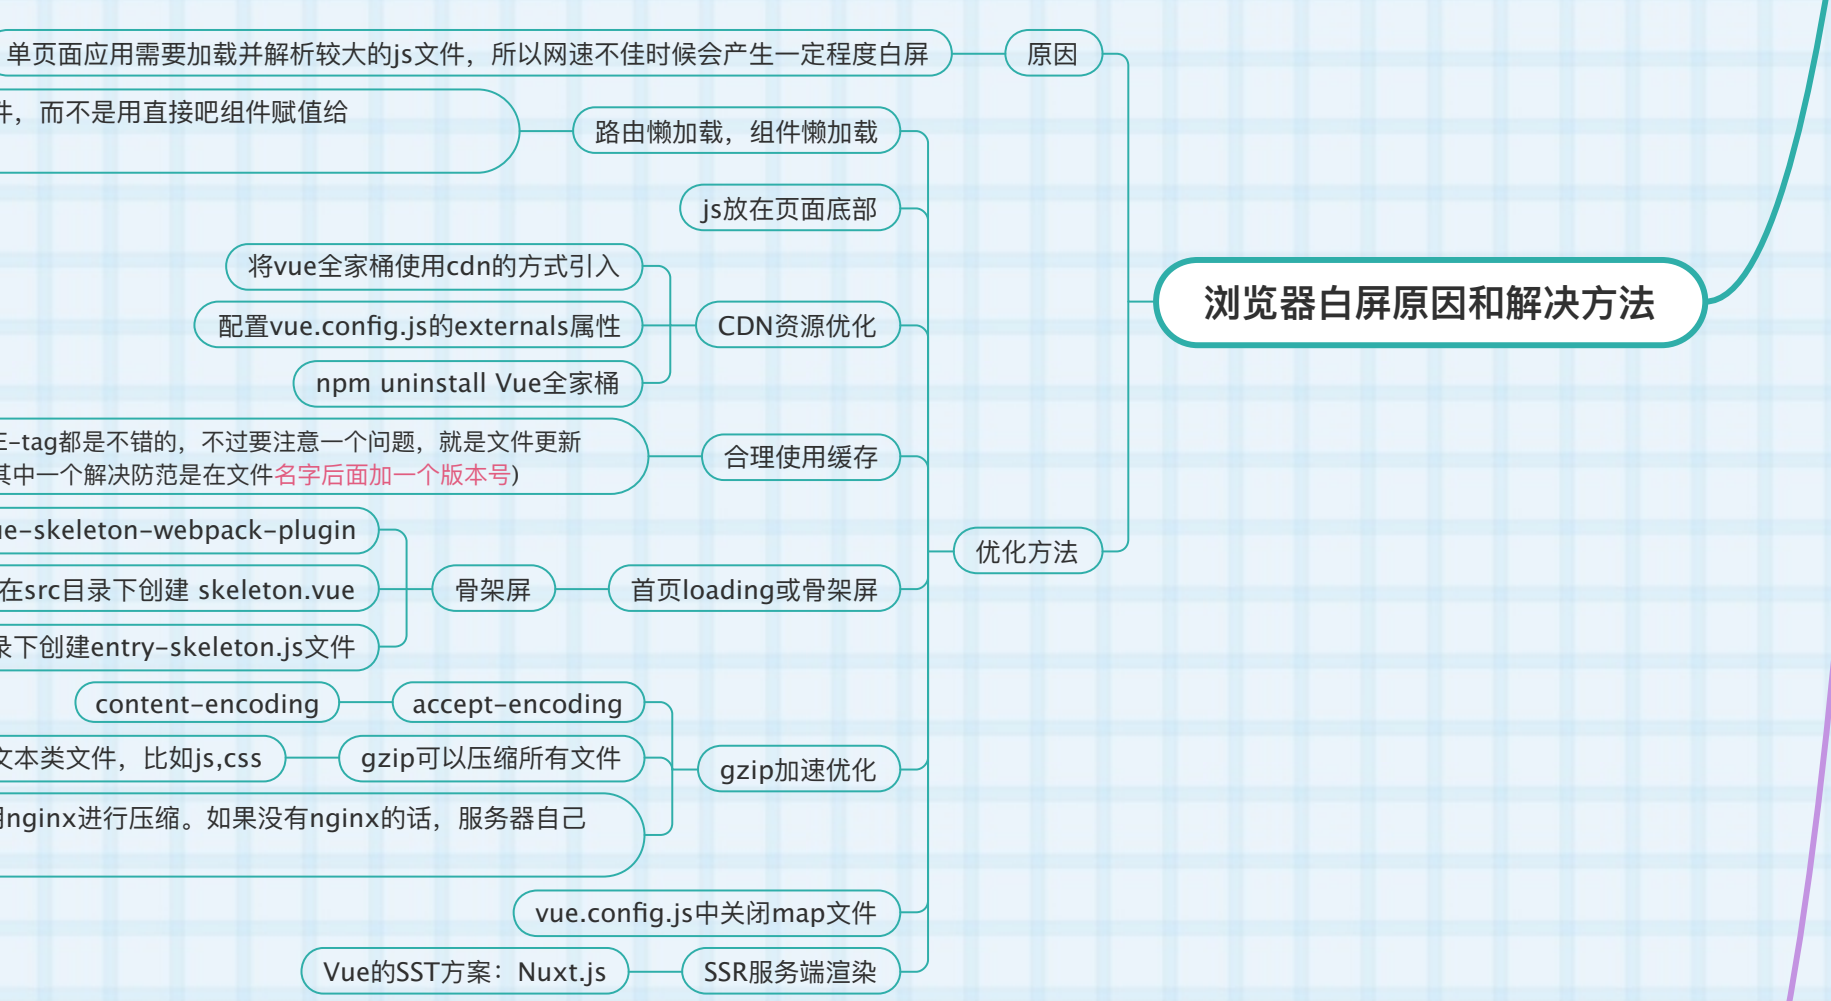 浏览器白屏原因和解决方法
原因
单页面应用需要加载并解析较大的js文件，所以网速不佳时候会产生一定程度白屏
优化方法
路由懒加载，组件懒加载
件，而不是用直接吧组件赋值给
js放在页面底部
CDN资源优化
将vue全家桶使用cdn的方式引入
配置vue.config.js的externals属性
npm uninstall Vue全家桶
合理使用缓存
E-tag都是不错的，不过要注意一个问题，就是文件更新
其中一个解决防范是在文件名字后面加一个版本号)
首页loading或骨架屏
骨架屏
ue-skeleton-webpack-plugin
在src目录下创建 skeleton.vue
录下创建entry-skeleton.js文件
gzip加速优化
accept-encoding
content-encoding
gzip可以压缩所有文件
文本类文件，比如js,css
用nginx进行压缩。如果没有nginx的话，服务器自己
vue.config.js中关闭map文件
SSR服务端渲染
Vue的SST方案：Nuxt.js